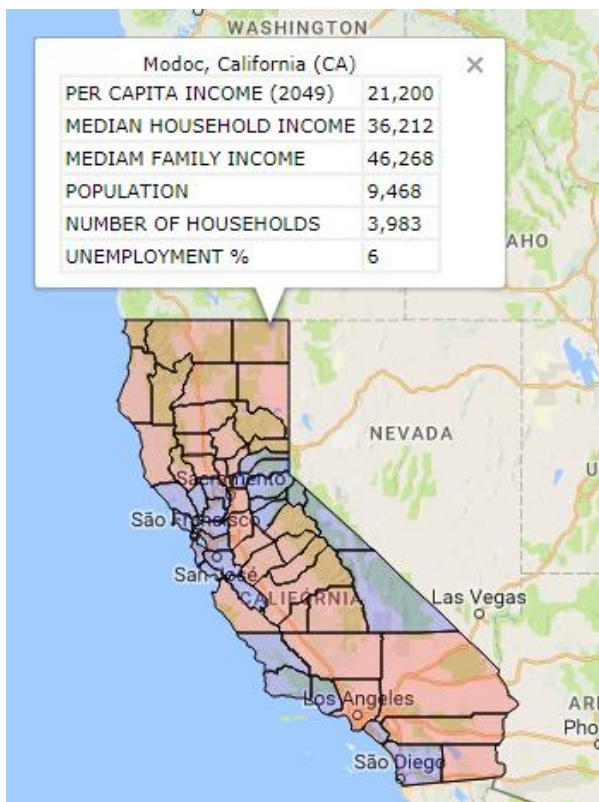 WASHINGTON
Modoc, California (CA) ×
PER CAPITA INCOME (2049) 21,200
MEDIAN HOUSEHOLD INCOME 36,212
MEDIAM FAMILY INCOME 46,268
POPULATION 9,468
NUMBER OF HOUSEHOLDS 3,983
UNEMPLOYMENT % 6
AHO
NEVADA
U
Sacramento
São Francisco
San José
CALIFÓRNIA
Las Vegas
Los Angeles
ARI
Pho
São Diego